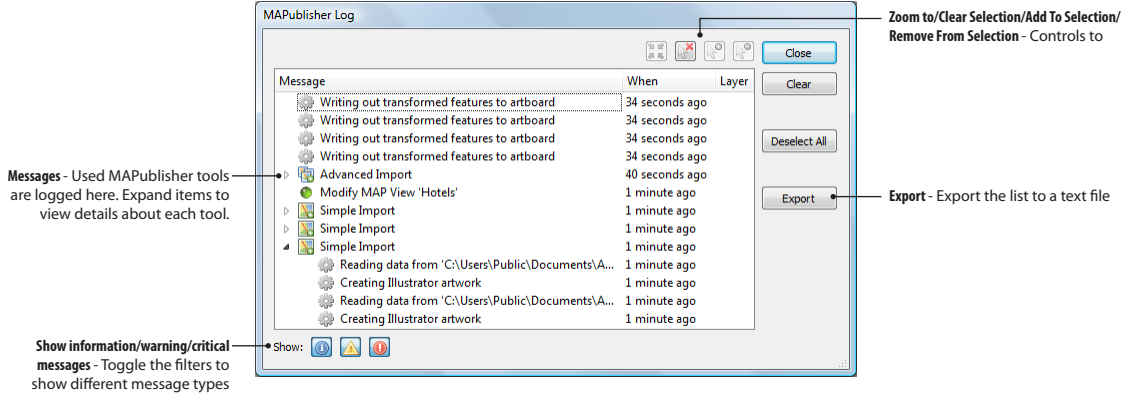 MAPublisher Log
Zoom to/Clear Selection/Add To Selection/
Remove From Selection - Controls to
Close
Message When Layer
Clear
Writing out transformed features to artboard 34 seconds ago
Writing out transformed features to artboard 34 seconds ago
Writing out transformed features to artboard 34 seconds ago
Deselect All
Writing out transformed features to artboard 34 seconds ago
Messages - Used MAPublisher tools
are logged here. Expand items to
view details about each tool.
Advanced Import 40 seconds ago
Modify MAP View 'Hotels' 1 minute ago
Export
Export - Export the list to a text file
Simple Import 1 minute ago
Simple Import 1 minute ago
Simple Import 1 minute ago
Reading data from 'C:\Users\Public\Documents\A... 1 minute ago
Creating Illustrator artwork 1 minute ago
Reading data from 'C:\Users\Public\Documents\A... 1 minute ago
Creating Illustrator artwork 1 minute ago
Show information/warning/critical
messages - Toggle the filters to
show different message types
Show: